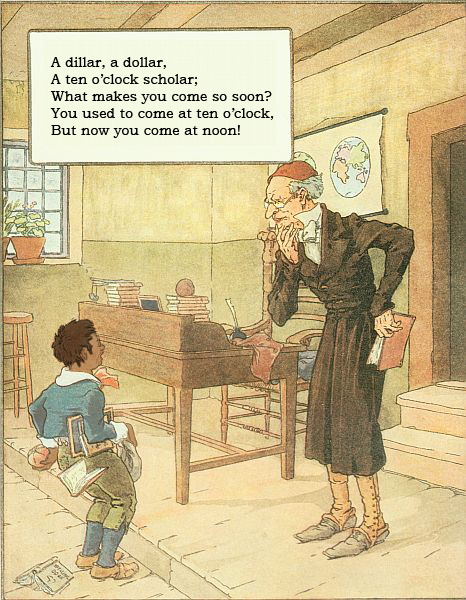 A dillar, a dollar,
A ten o’clock scholar;
What makes you come so soon?
You used to come at ten o’clock,
But now you come at noon!